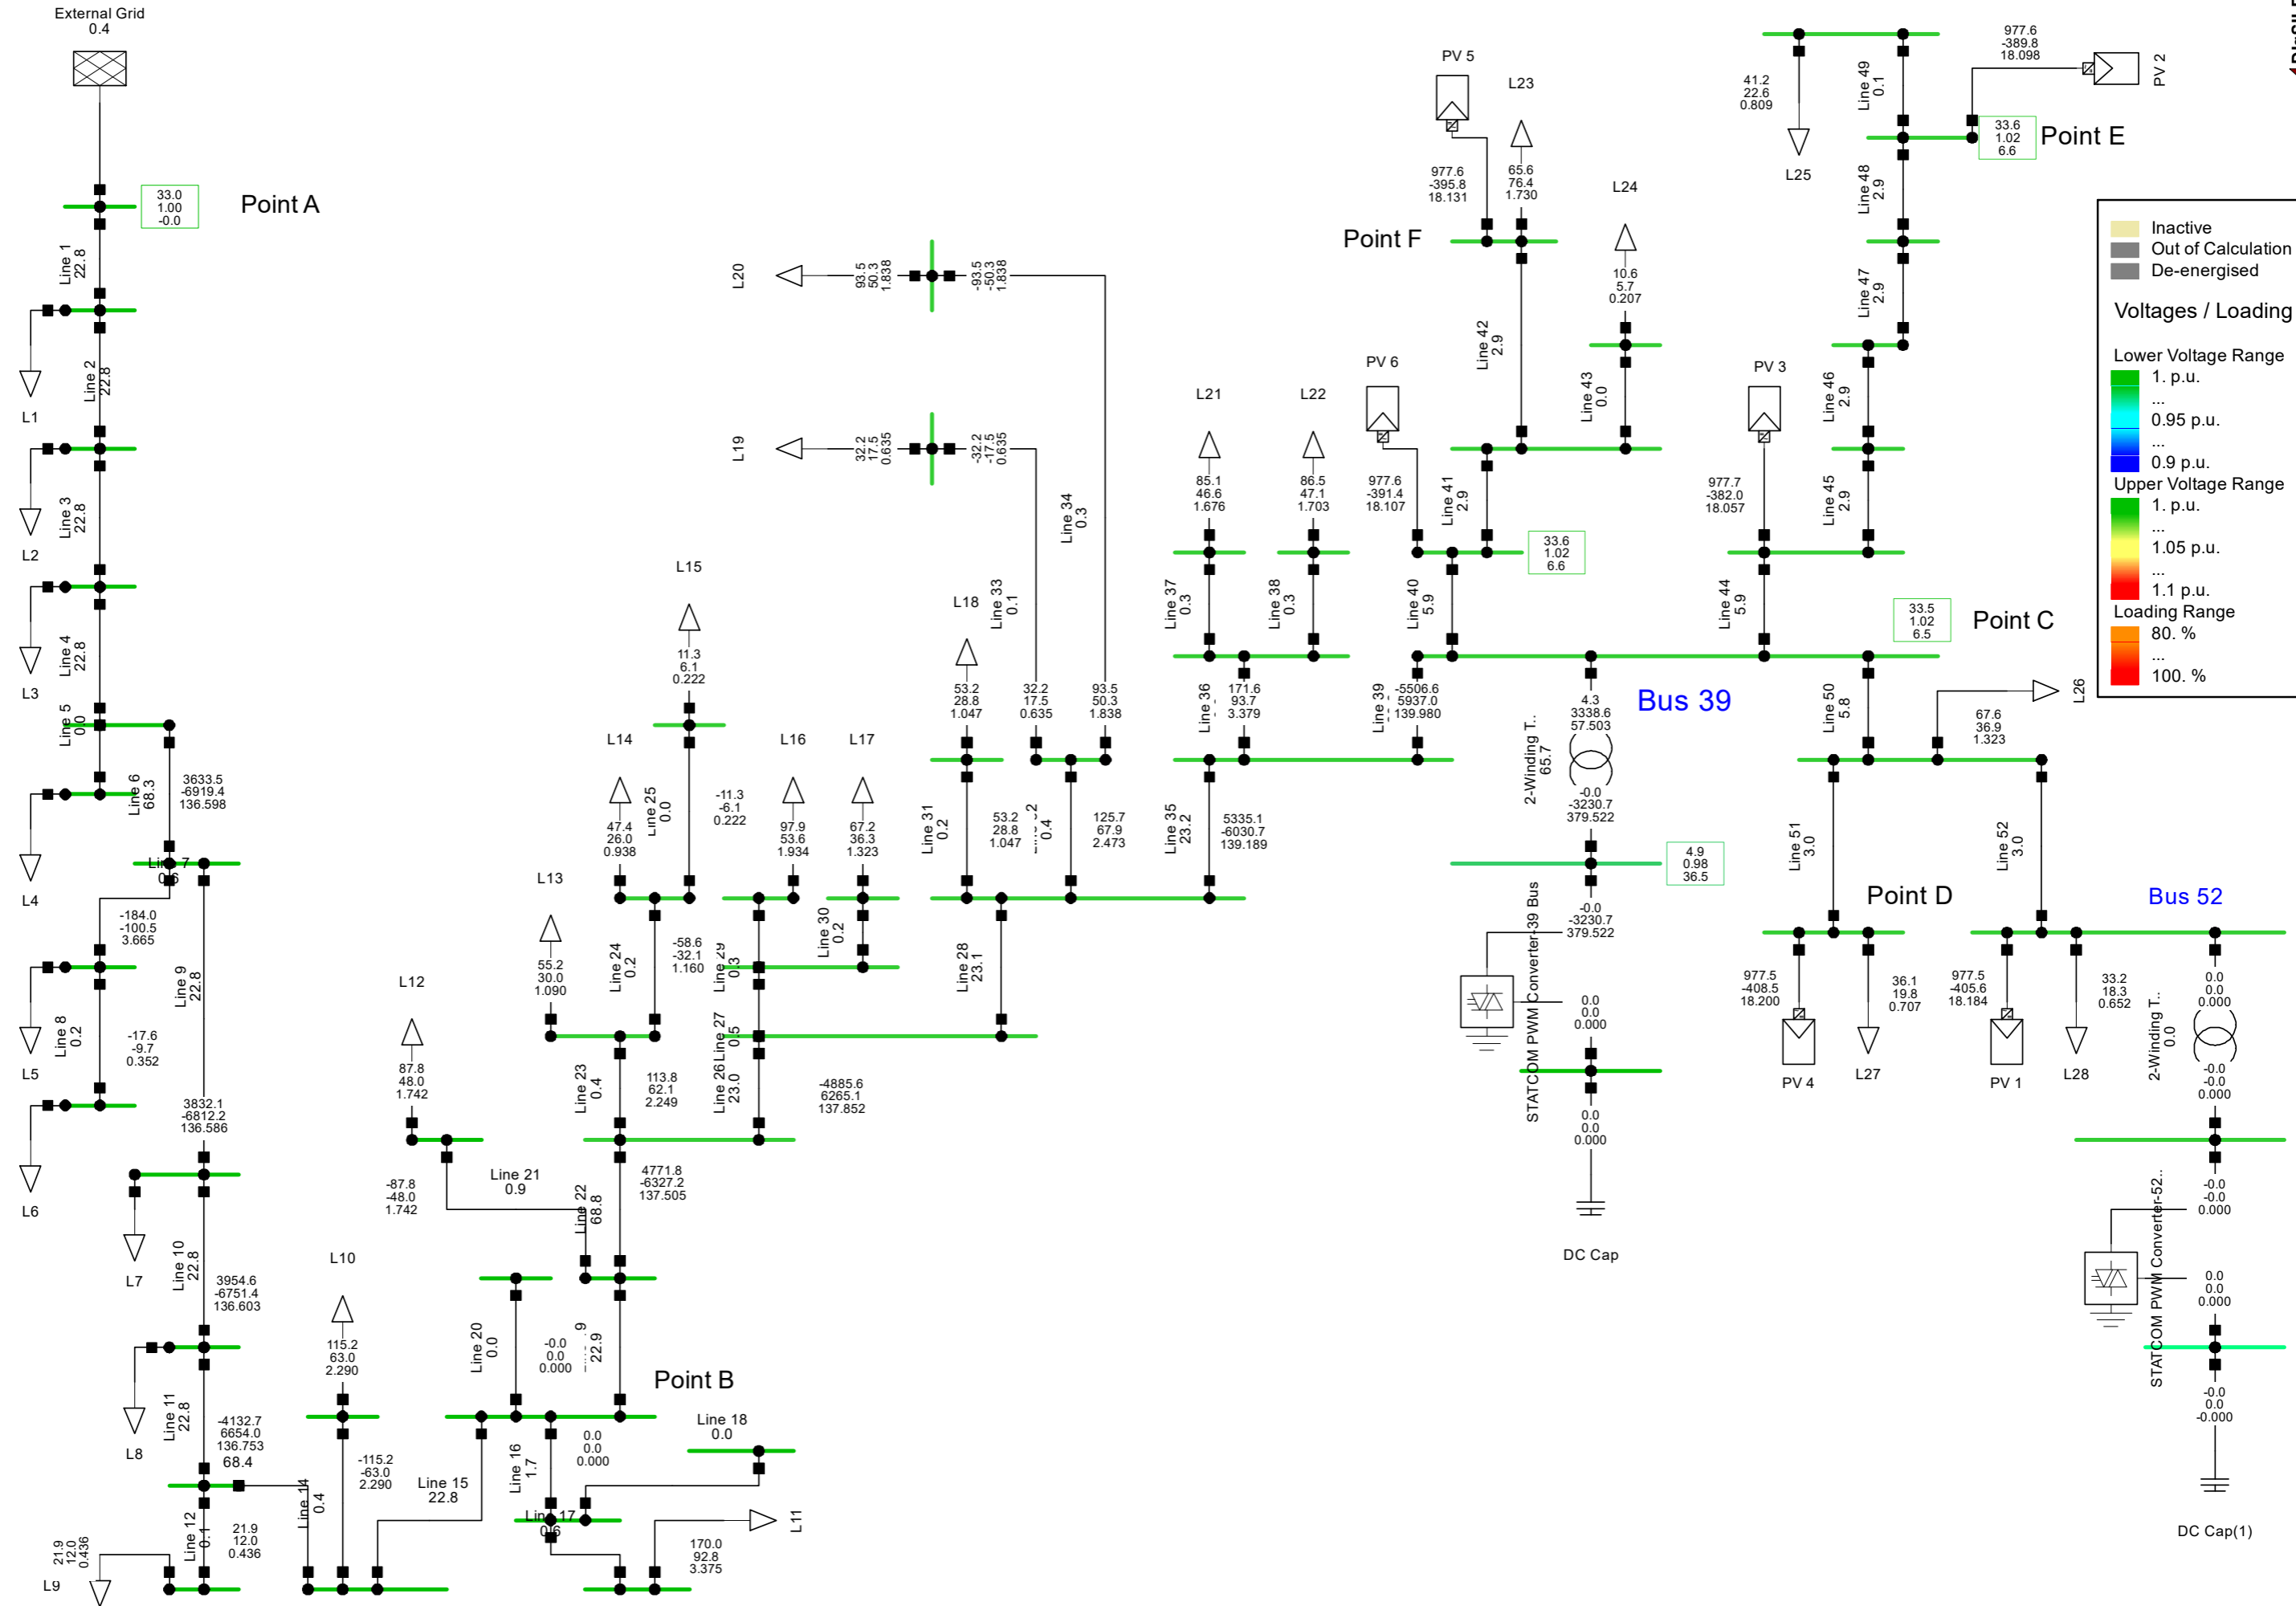 External Grid
0.4
33.0
1.00
-0.0
Point A
Line 1
22.8
L1
Line 2
22.8
L2
Line 3
22.8
L3
Line 4
22.8
Line 5
0.0
L4
Line 6
68.3
3633.5
-6919.4
136.598
0.6
-184.0
-100.5
3.665
L5
Line 8
0.2
-17.6
-9.7
0.352
L6
Line 9
22.8
3832.1
-6812.2
136.586
L7
Line 10
22.8
3954.6
-6751.4
136.603
L8
Line 11
22.8
-4132.7
6654.0
136.753
68.4
Line 12
0.1
21.9
12.0
0.436
21.9
12.0
0.436
L9
Line 14
0.4
L10
115.2
63.0
2.290
-115.2
-63.0
2.290
Line 15
22.8
Line 16
1.7
0.0
0.0
0.000
Line 17
0.6
Line 18
0.0
L11
170.0
92.8
3.375
Point B
Line 20
0.0
-0.0
0.0
0.000
22.9
L12
87.8
48.0
1.742
-87.8
-48.0
1.742
Line 21
0.9
Line 22
68.8
4771.8
-6327.2
137.505
L13
55.2
30.0
1.090
Line 23
0.4
113.8
62.1
2.249
Line 24
0.2
-58.6
-32.1
1.160
L14
47.4
26.0
0.938
L15
11.3
6.1
0.222
Line 25
0.0
-11.3
-6.1
0.222
Line 26
23.0
-4885.6
6265.1
137.852
Line 27
0.5
Line 29
0.3
L16
97.9
53.6
1.934
L17
67.2
36.3
1.323
Line 30
0.2
Line 28
23.1
L18
53.2
28.8
1.047
Line 31
0.2
53.2
28.8
1.047
0.4
125.7
67.9
2.473
L20
93.5
50.3
1.838
-93.5
-50.3
1.838
L19
32.2
17.5
0.635
-32.2
-17.5
0.635
Line 33
0.1
Line 34
0.3
32.2
17.5
0.635
93.5
50.3
1.838
Line 35
23.2
5335.1
-6030.7
139.189
Line 36
171.6
93.7
3.379
L21
85.1
46.6
1.676
Line 37
0.3
L22
86.5
47.1
1.703
Line 38
0.3
Line 39
-5506.6
5937.0
139.980
PV 6
977.6
-391.4
18.107
Line 40
5.9
Line 41
2.9
33.6
1.02
6.6
Point F
PV 5
977.6
-395.8
18.131
L23
65.6
76.4
1.730
Line 42
2.9
L24
10.6
5.7
0.207
Line 43
0.0
PV 3
977.7
-382.0
18.057
Line 44
5.9
Line 45
2.9
Line 46
2.9
Line 47
2.9
Line 48
2.9
Line 49
0.1
41.2
22.6
0.809
L25
977.6
-389.8
18.098
PV 2
33.6
1.02
6.6
Point E
33.5
1.02
6.5
Point C
Bus 39
4.3
3338.6
57.503
2-Winding T..
65.7
-0.0
-3230.7
379.522
4.9
0.98
36.5
-0.0
-3230.7
379.522
STATCOM PWM Converter-39 Bus
0.0
0.0
0.000
0.0
0.0
0.000
DC Cap
Line 50
5.8
L26
67.6
36.9
1.323
Line 51
3.0
Line 52
3.0
Point D
Bus 52
977.5
-408.5
18.200
PV 4
36.1
19.8
0.707
L27
977.5
-405.6
18.184
PV 1
33.2
18.3
0.652
L28
0.0
0.0
0.000
2-Winding T..
0.0
-0.0
-0.0
0.000
-0.0
-0.0
0.000
STATCOM PWM Converter-52..
0.0
0.0
0.000
-0.0
0.0
-0.000
DC Cap(1)
Inactive
Out of Calculation
De-energised
Voltages / Loading
Lower Voltage Range
1. p.u.
...
0.95 p.u.
...
0.9 p.u.
Upper Voltage Range
1. p.u.
...
1.05 p.u.
...
1.1 p.u.
Loading Range
80. %
...
100. %